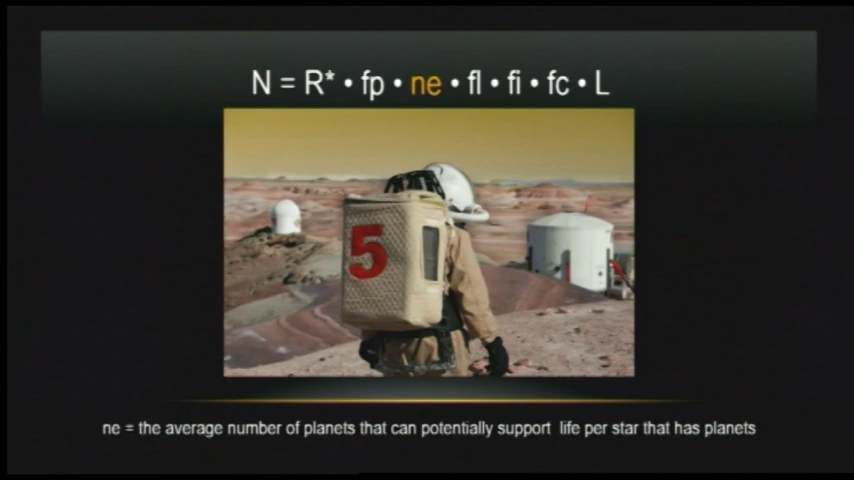 N = R* • fp • ne • fl • fi • fc • L
5
ne = the average number of planets that can potentially support life per star that has planets